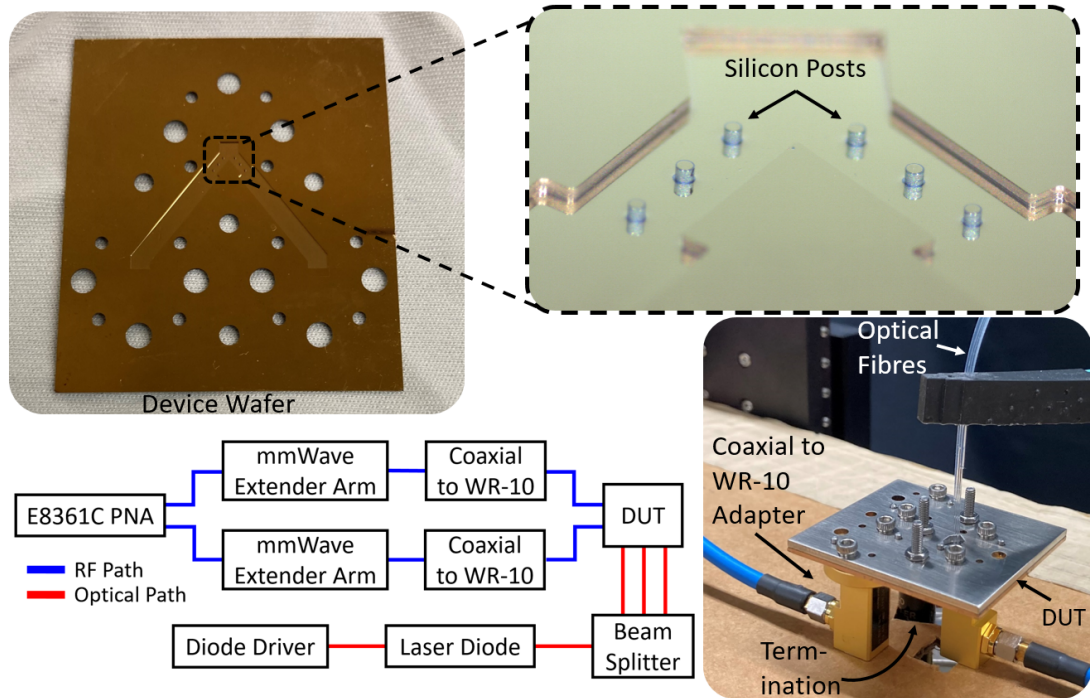 Silicon Posts
Device Wafer
Optical
Fibres
Coaxial to
WR-10
Adapter
DUT
Term-
ination
mmWave
Extender Arm
Coaxial
to WR-10
E8361C PNA
DUT
mmWave
Extender Arm
Coaxial
to WR-10
RF Path
Optical Path
Diode Driver
Laser Diode
Beam
Splitter